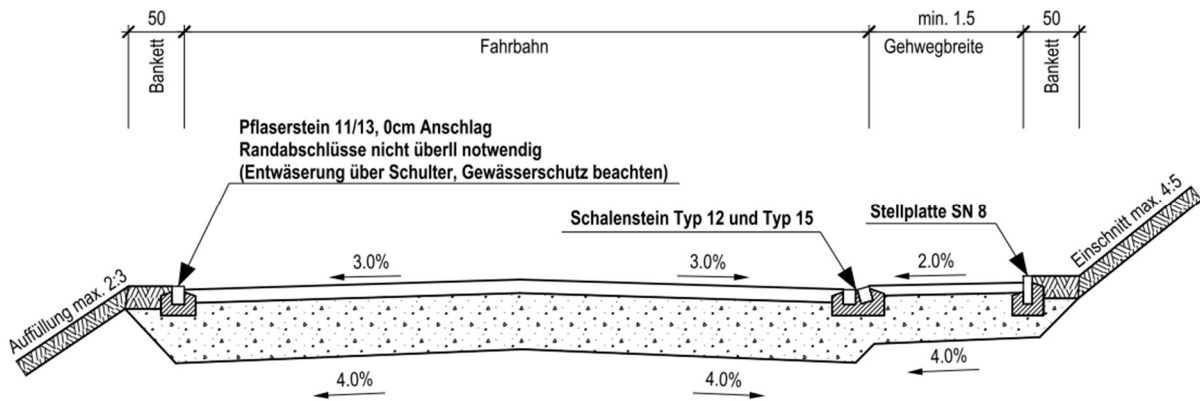 50
min. 1.5
50
Bankett
Fahrbahn
Gehwegbreite
Bankett
Pflaserstein 11/13, 0cm Anschlag
Randabschlüsse nicht überll notwendig
(Entwäserung über Schulter, Gewässerschutz beachten)
Schalenstein Typ 12 und Typ 15
Stellplatte SN 8
Einschnitt max. 4:5
Auffüllung max. 2:3
3.0%
3.0%
2.0%
4.0%
4.0%
4.0%